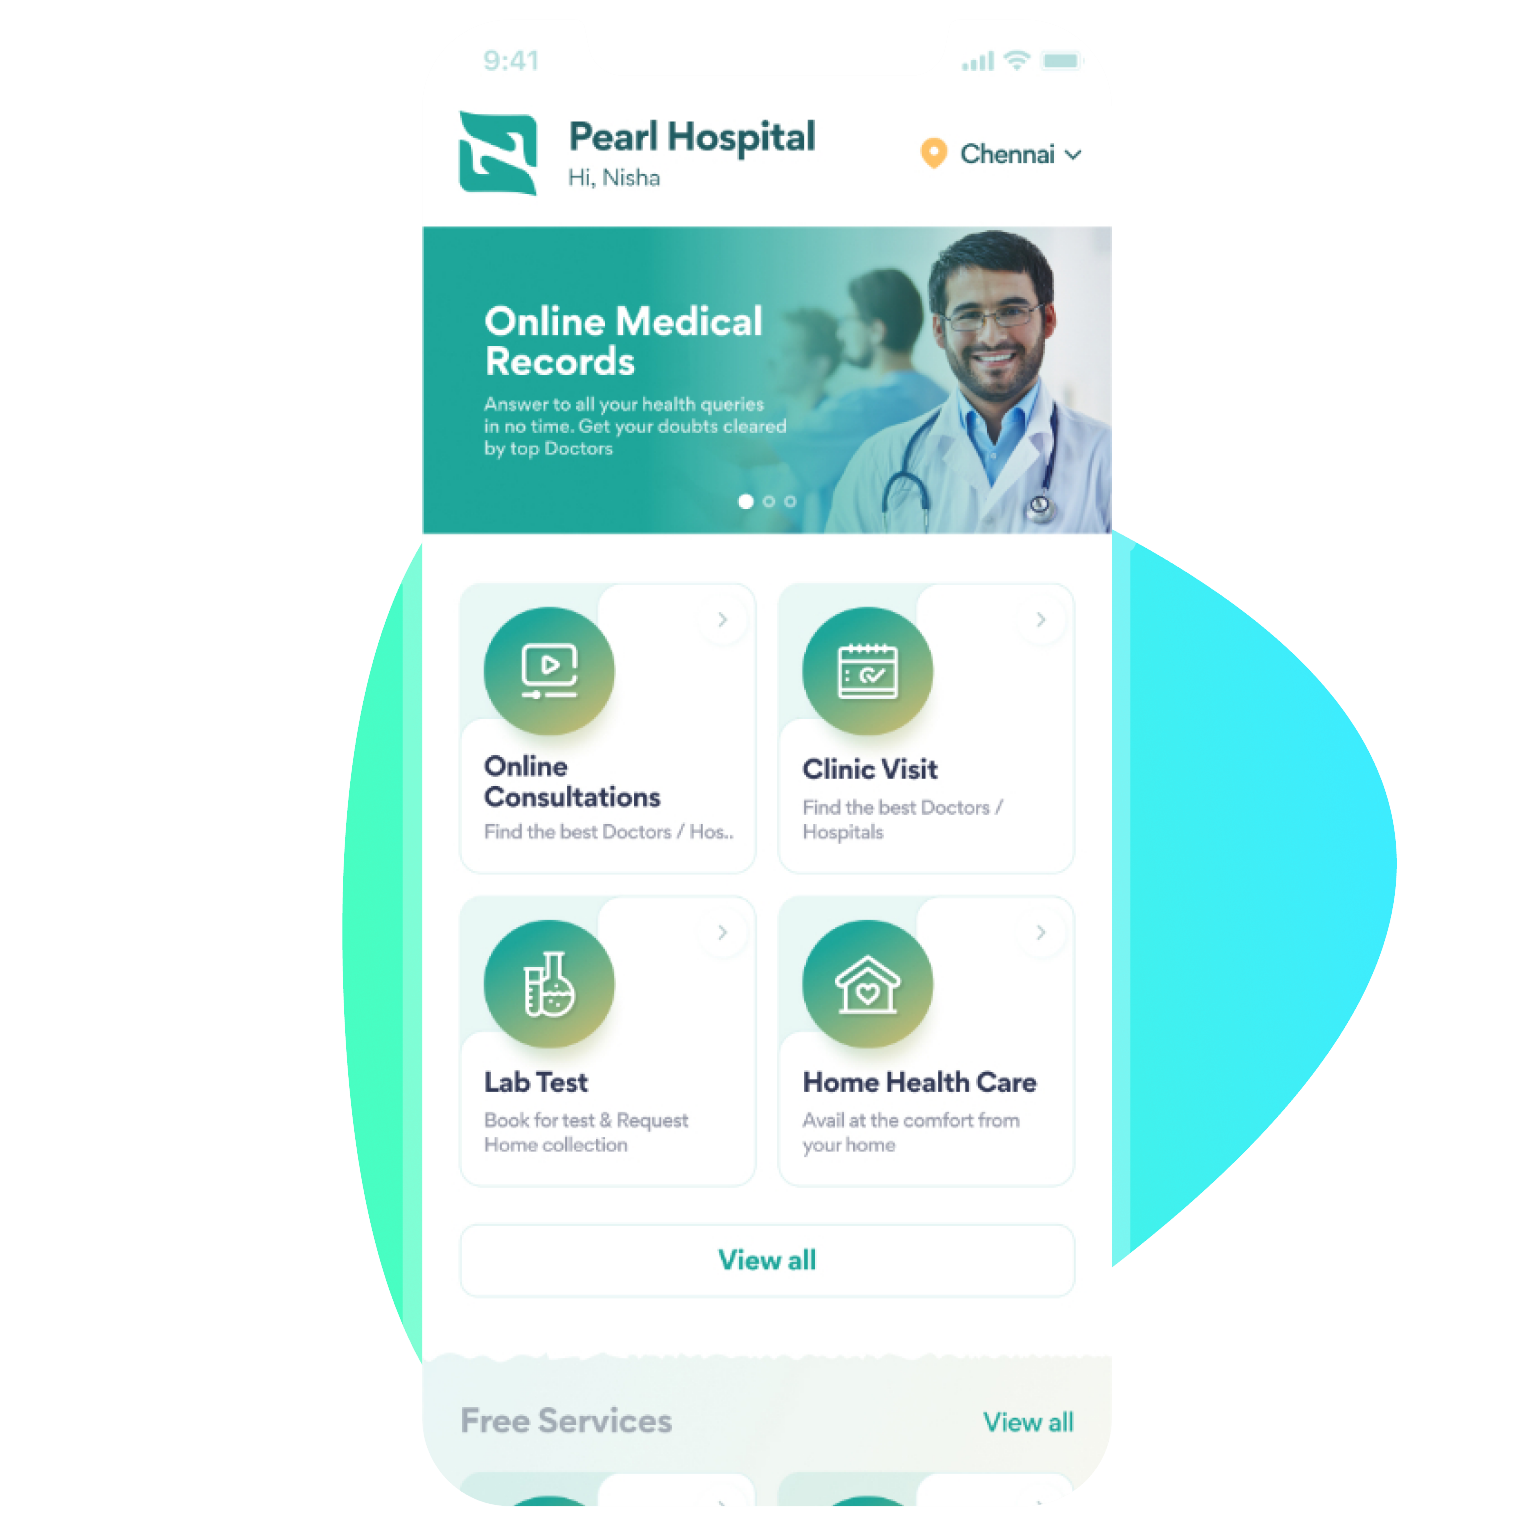 9:41
Pearl Hospital
Hi, Nisha
Chennai
Online Medical
Records
Answer to all your health queries
in no time. Get your doubts cleared
by top Doctors
Online
Consultations
Find the best Doctors / Hos..
Clinic Visit
Find the best Doctors /
Hospitals
Lab Test
Book for test & Request
Home collection
Home Health Care
Avail at the comfort from
your home
View all
Free Services
View all